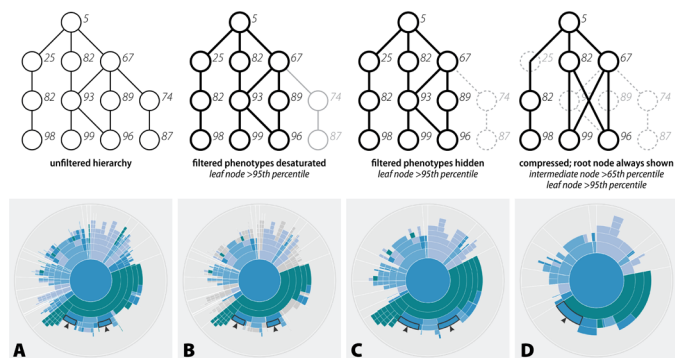 5 5 5 5
25 82 67 25 82 67 25 82 67 25 82 67
82 93 89 74 82 93 89 74 82 93 89 74 82 89 74
98 99 96 87 98 99 96 87 98 99 96 87 98 99 96 87
unfiltered hierarchy
filtered phenotypes desaturated
leaf node >95th percentile
filtered phenotypes hidden
leaf node >95th percentile
compressed; root node always shown
intermediate node >65th percentile
leaf node >95th percentile
A B C D